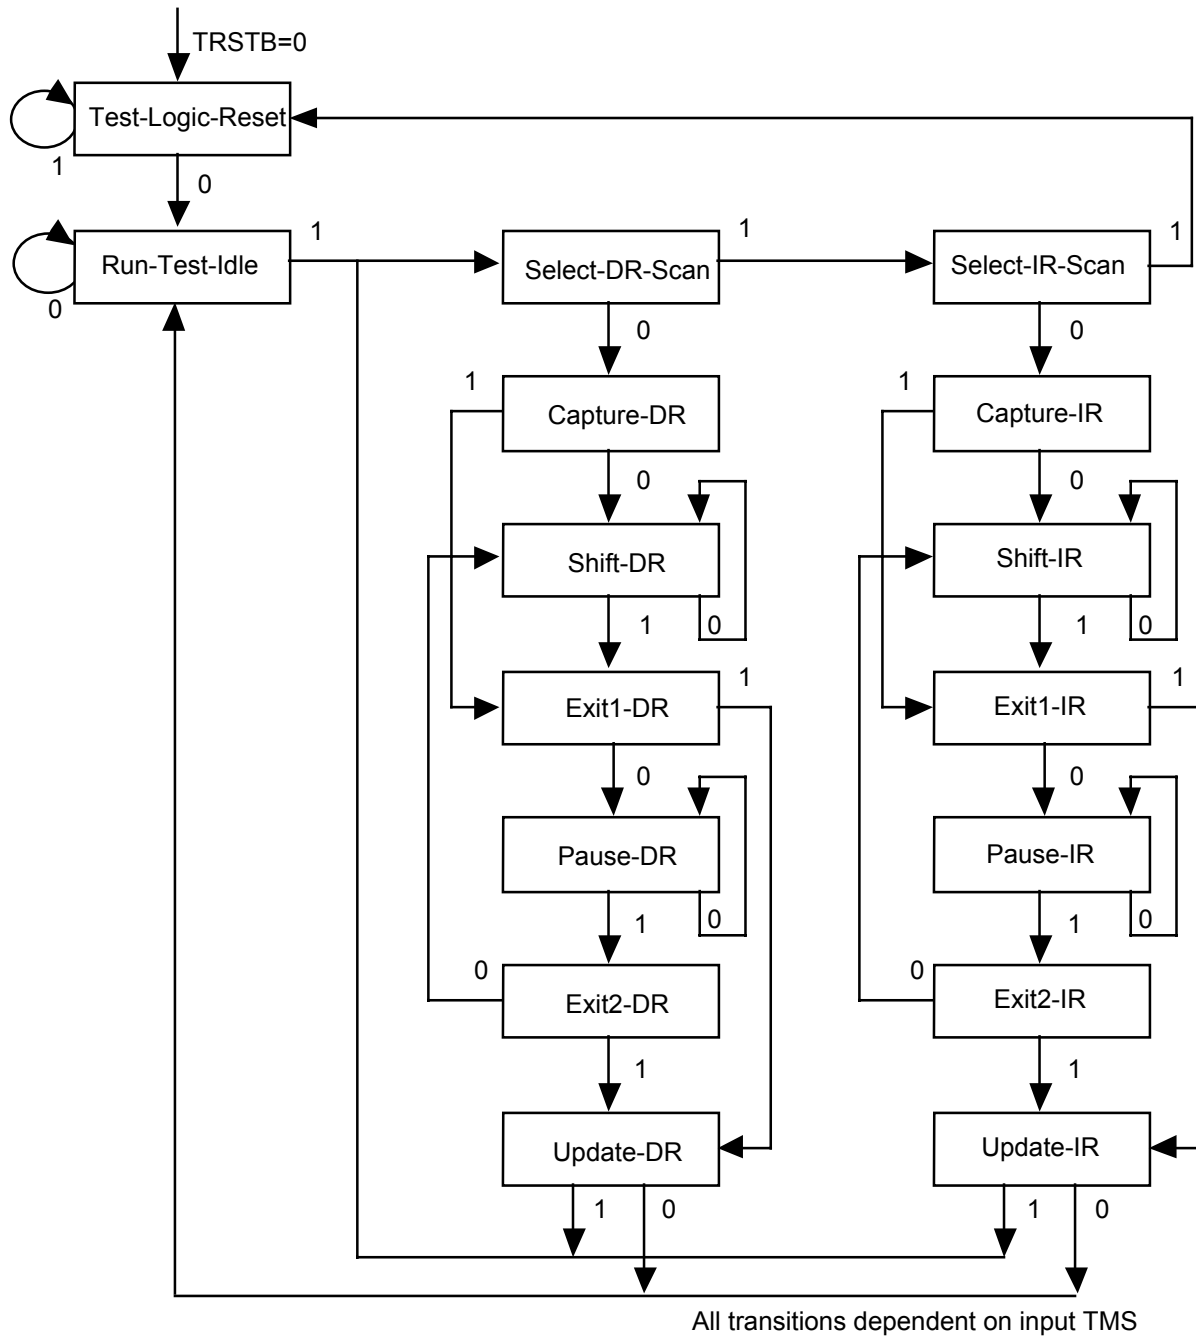 TRSTB=0
Test-Logic-Reset
1
0
Run-Test-Idle
1
0
Select-DR-Scan
1
Select-IR-Scan
1
0
0
1
Capture-DR
1
Capture-IR
0
0
Shift-DR
Shift-IR
1
0
1
0
Exit1-DR
1
Exit1-IR
1
0
0
Pause-DR
Pause-IR
1
0
1
0
0
Exit2-DR
0
Exit2-IR
1
1
Update-DR
Update-IR
1
0
1
0
All transitions dependent on input TMS